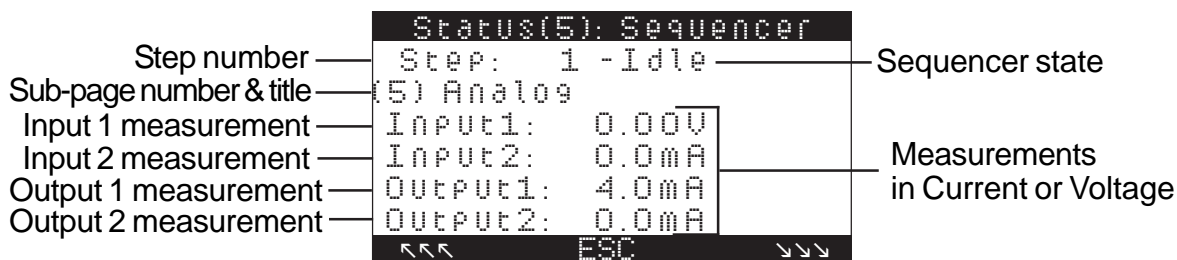 Status(5): Sequencer
Step number
Step: 1 -Idle
Sequencer state
Sub-page number & title
(5) Analog
Input 1 measurement
Input1: 0.00V
Input 2 measurement
Input2: 0.0mA
Measurements
in Current or Voltage
Output 1 measurement
Output1: 4.0mA
Output 2 measurement
Output2: 0.0mA
↖↖↖ ESC ↘↘↘